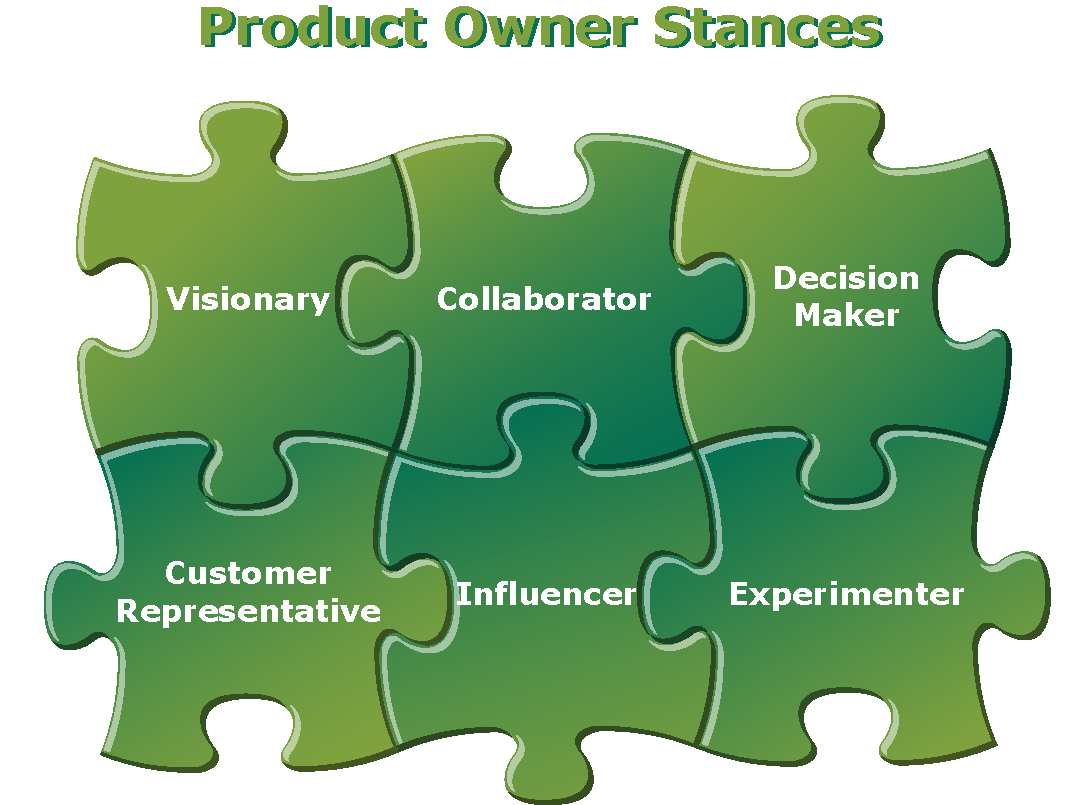 Product Owner Stances
Visionary
Collaborator
Decision
Maker
Customer
Representative
Influencer
Experimenter